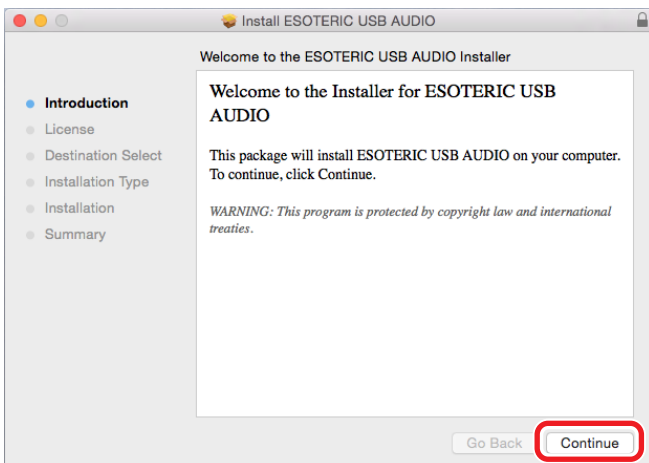 Install ESOTERIC USB AUDIO
Welcome to the ESOTERIC USB AUDIO Installer
Introduction
License
Destination Select
Installation Type
Installation
Summary
Welcome to the Installer for ESOTERIC USB
AUDIO
This package will install ESOTERIC USB AUDIO on your computer.
To continue, click Continue.
WARNING: This program is protected by copyright law and international
treaties.
Go Back
Continue